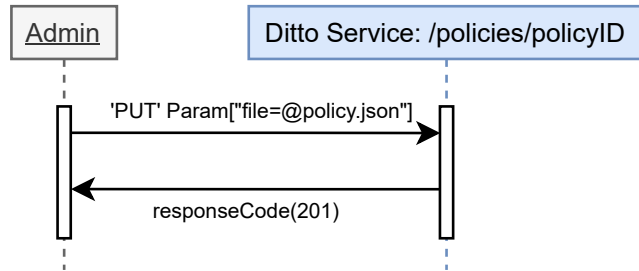 Admin
Ditto Service: /policies/policyID
'PUT' Param["file=@policy.json"]
responseCode(201)